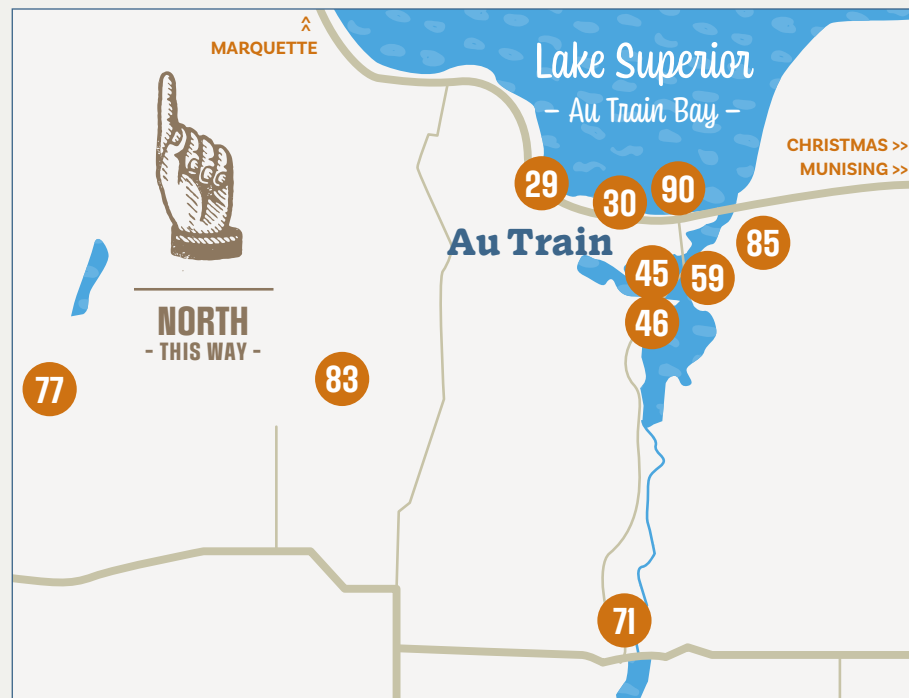 MARQUETTE
Lake Superior
– Au Train Bay –
CHRISTMAS >>
MUNISING >>
29
30
90
Au Train
85
45
59
46
NORTH
- THIS WAY -
77
83
71